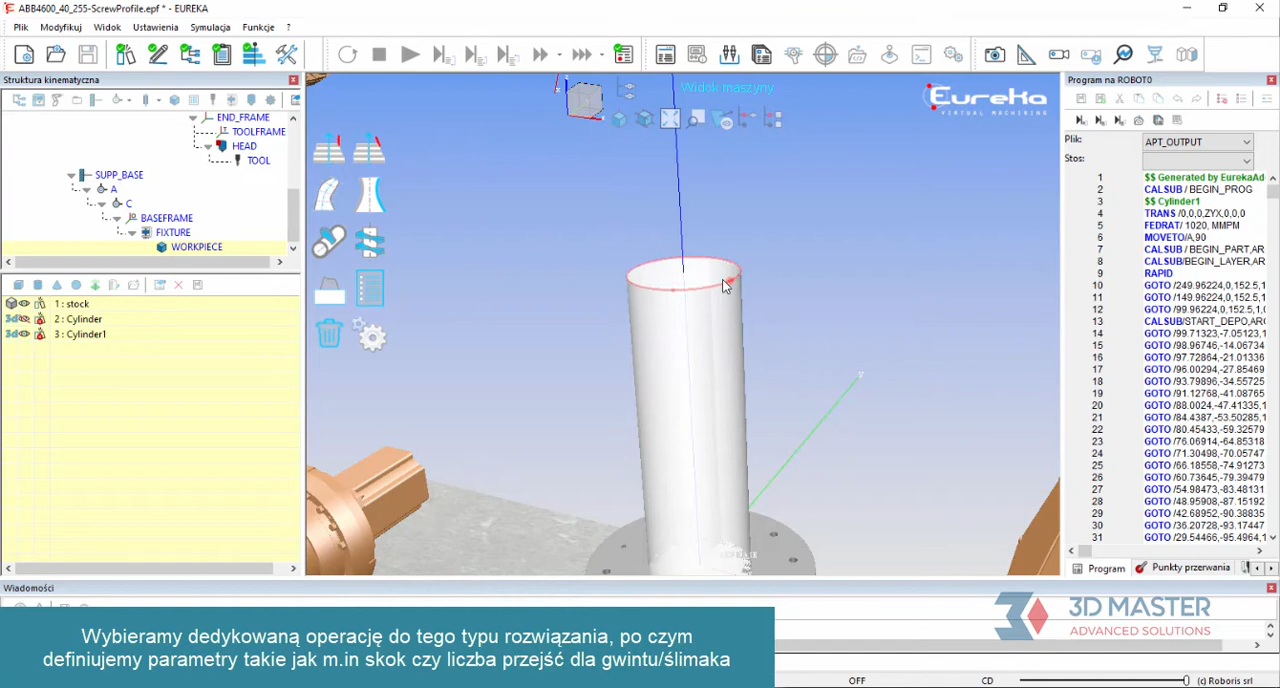 ABB4600_40_255-ScrewProfile.epf * - EUREKA
Plik Modyfikuj Widok Ustawienia Symulacja Funkcje ?
Struktura kinematyczna
END_FRAME
TOOLFRAME
HEAD
TOOL
SUPP_BASE
A
C
BASEFRAME
FIXTURE
WORKPIECE
1 : stock
2 : Cylinder
3 : Cylinder1
Widok maszyny
EUREKA
VIRTUAL MACHINING
Y
Program na ROBOT0
Plik: APT_OUTPUT
Stos:
1 $$ Generated by EurekaAd
2 CALSUB / BEGIN_PROG
3 $$ Cylinder1
4 TRANS /0,0,0,ZYX,0,0,0
5 FEDRAT/ 1020, MMPM
6 MOVETO/A,90
7 CALSUB / BEGIN_PART,AR
8 CALSUB/BEGIN_LAYER,AR
9 RAPID
10 GOTO /249.96224,0,152.5,1
11 GOTO /149.96224,0,152.5,1
12 GOTO /99.96224,0,152.5,1,0
13 CALSUB/START_DEPO,ARC
14 GOTO /99.71323,-7.05123,1
15 GOTO /98.96746,-14.06734
16 GOTO /97.72864,-21.01336
17 GOTO /96.00294,-27.85469
18 GOTO /93.79896,-34.55725
19 GOTO /91.12768,-41.08765
20 GOTO /88.0024,-47.41335,1
21 GOTO /84.4387,-53.50285,1
22 GOTO /80.45433,-59.32579
23 GOTO /76.06914,-64.85318
24 GOTO /71.30498,-70.05747
25 GOTO /66.18558,-74.91273
26 GOTO /60.73645,-79.39479
27 GOTO /54.98473,-83.48131
28 GOTO /48.95908,-87.15192
29 GOTO /42.68952,-90.38835
30 GOTO /36.20728,-93.17447
31 GOTO /29.54466,-95.4964,1
Program Punkty przerwania
Wiadomości
3D MASTER
ADVANCED SOLUTIONS
Wybieramy dedykowaną operację do tego typu rozwiązania, po czym
definiujemy parametry takie jak m.in skok czy liczba przejść dla gwintu/ślimaka
OFF CD (c) Roboris srl